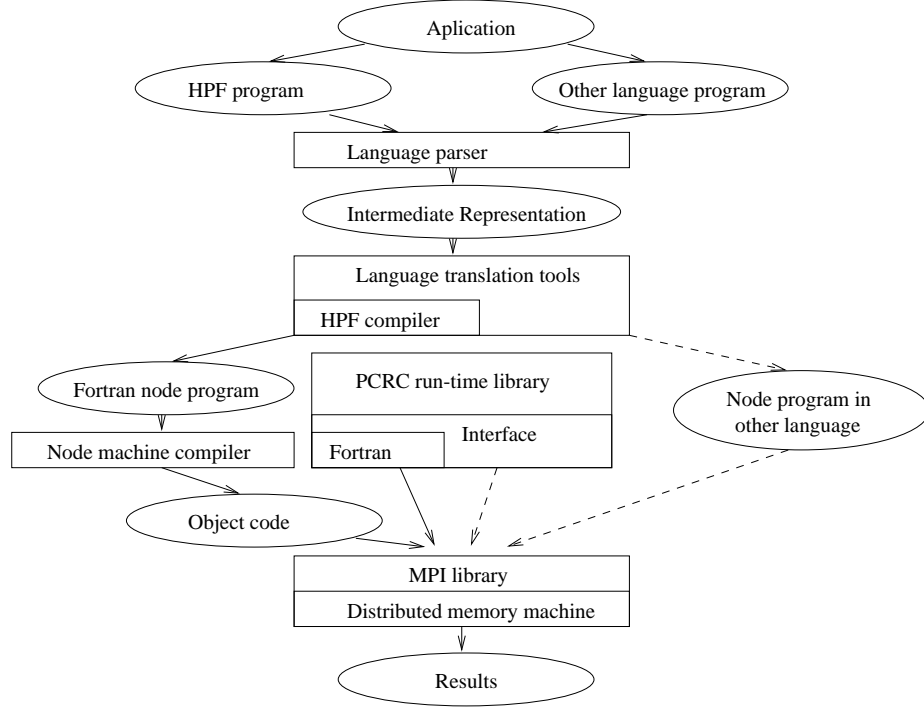 Aplication
HPF program
Other language program
Language parser
Intermediate Representation
Language translation tools
HPF compiler
Fortran node program
PCRC run-time library
Node program in
other language
Interface
Node machine compiler
Fortran
Object code
MPI library
Distributed memory machine
Results